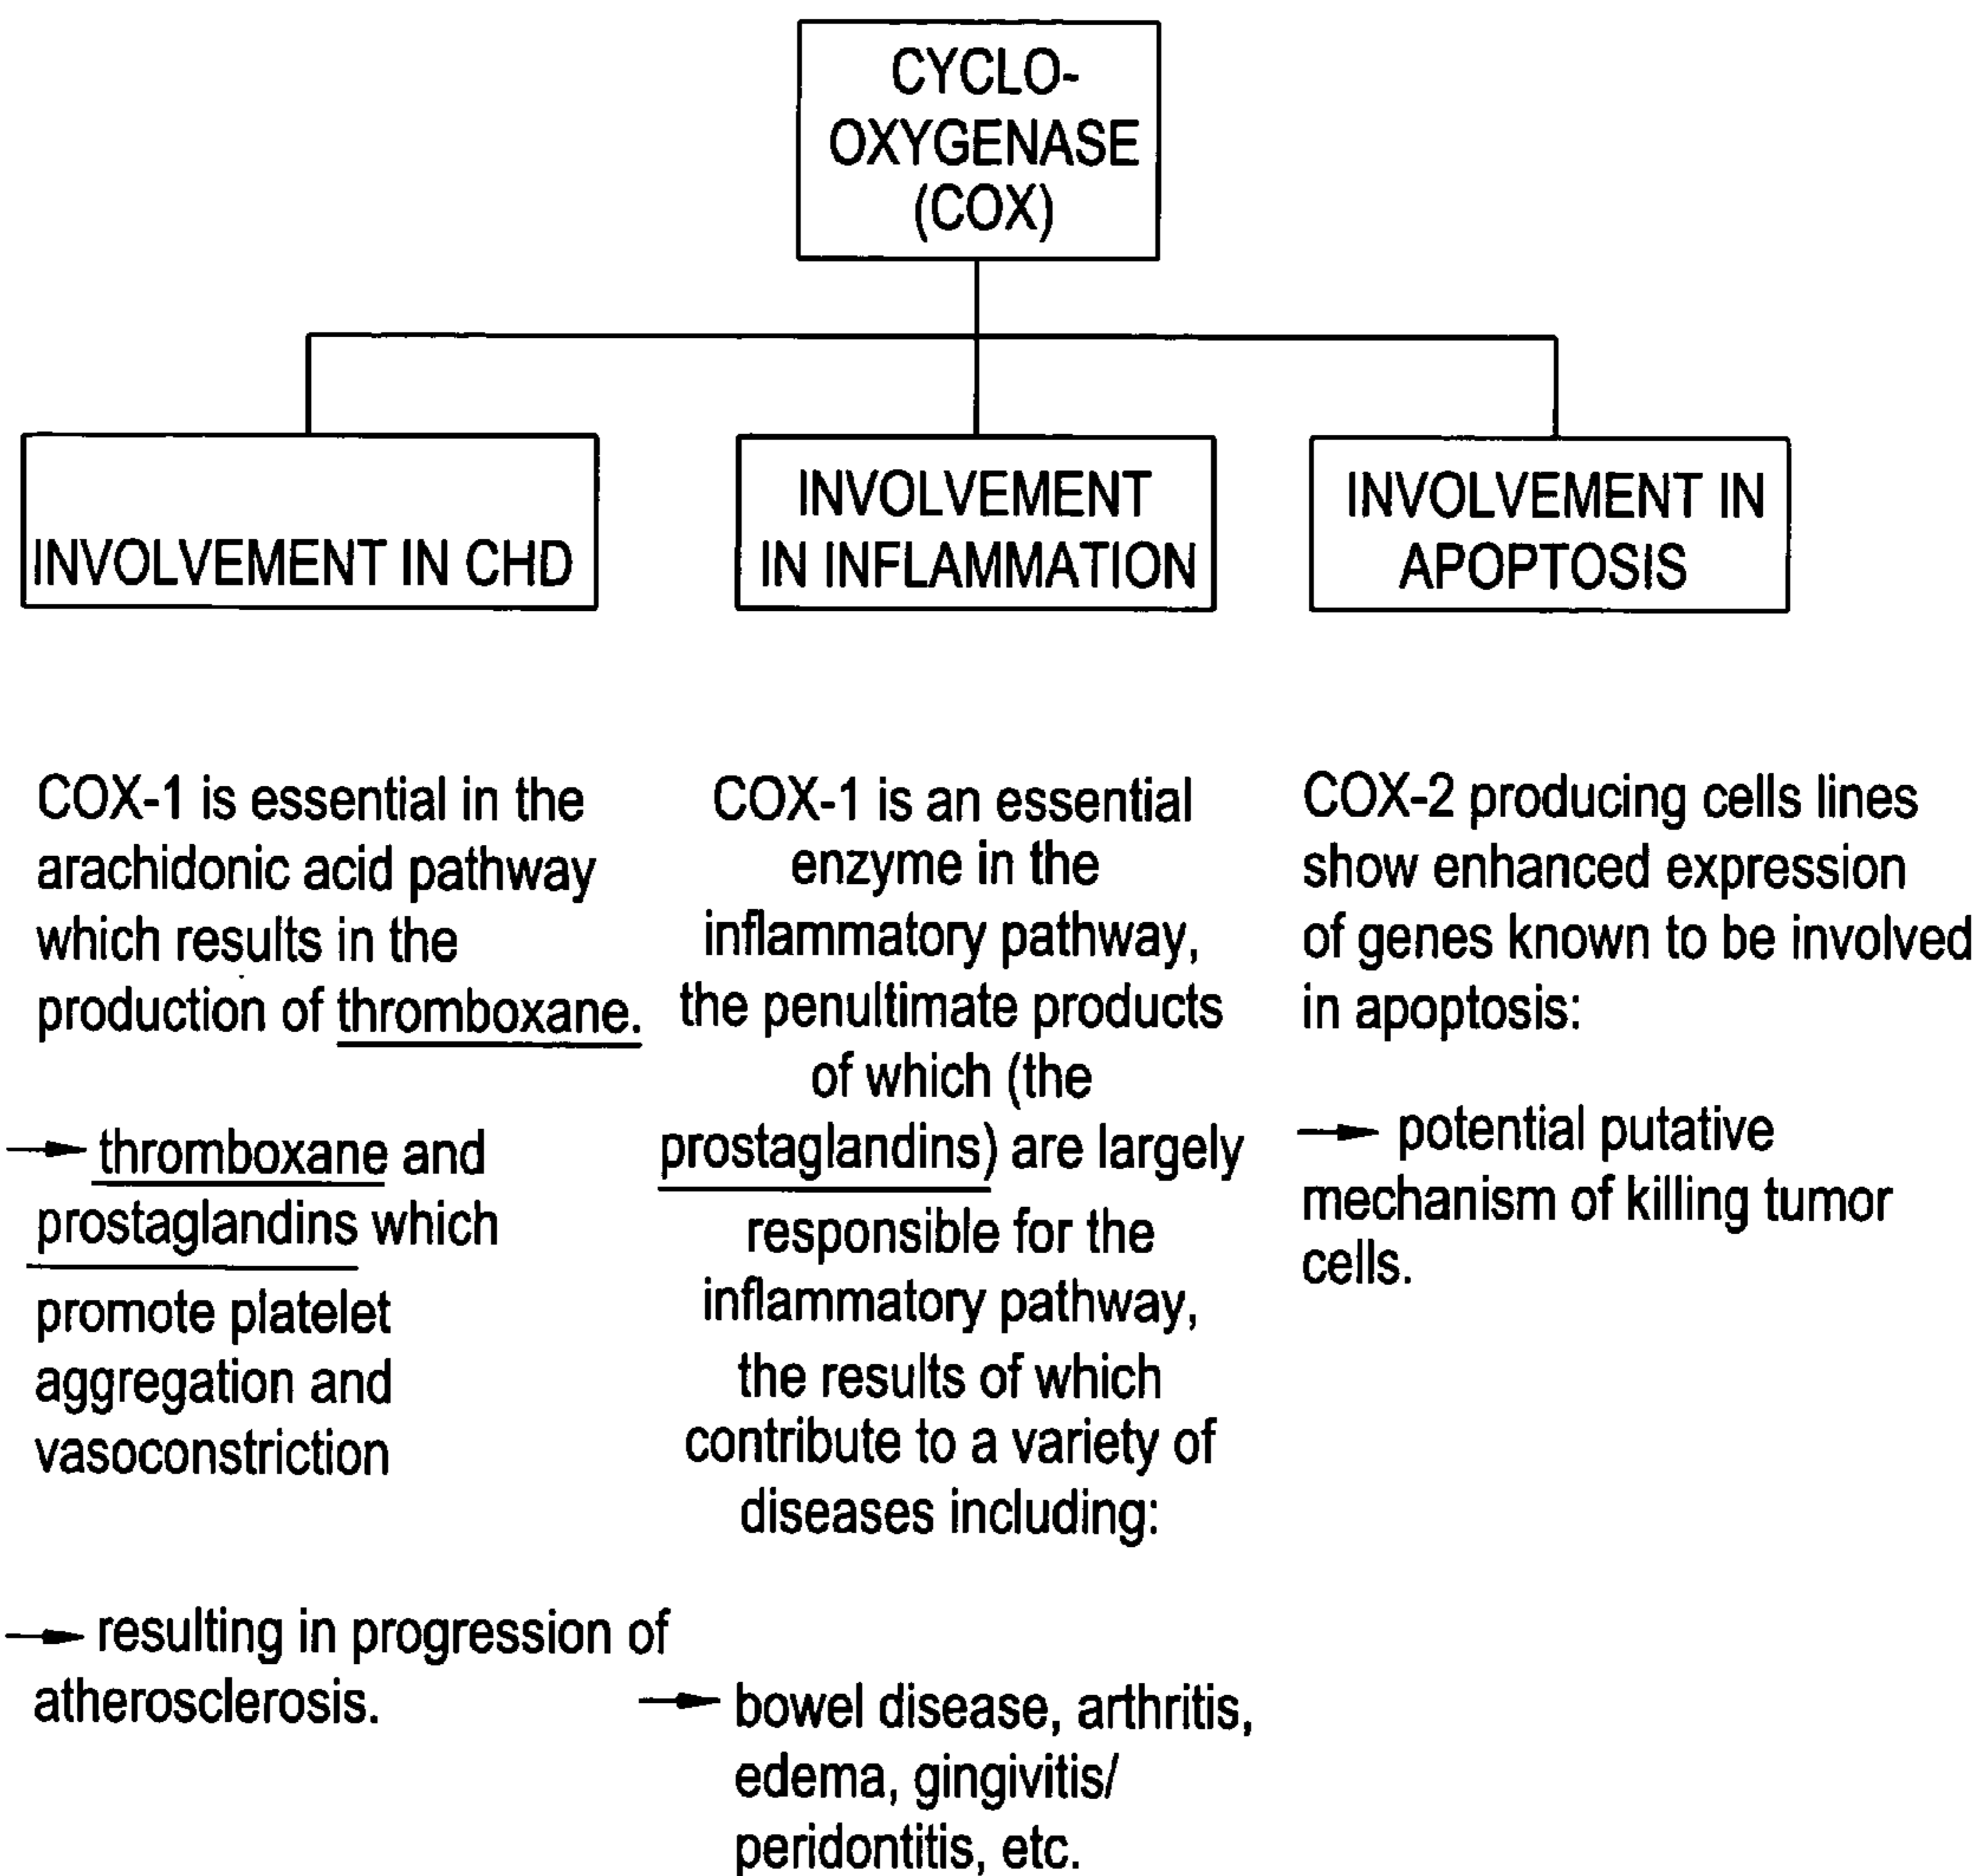 CYCLO-
OXYGENASE
(COX)
INVOLVEMENT IN CHD
INVOLVEMENT
IN INFLAMMATION
INVOLVEMENT IN
APOPTOSIS
COX-1 is essential in the
arachidonic acid pathway
which results in the
production of thromboxane.
→ thromboxane and
prostaglandins which
promote platelet
aggregation and
vasoconstriction
→ resulting in progression of
atherosclerosis.
COX-1 is an essential
enzyme in the
inflammatory pathway,
the penultimate products
of which (the
prostaglandins) are largely
responsible for the
inflammatory pathway,
the results of which
contribute to a variety of
diseases including:
→ bowel disease, arthritis,
edema, gingivitis/
peridontitis, etc.
COX-2 producing cells lines
show enhanced expression
of genes known to be involved
in apoptosis:
→ potential putative
mechanism of killing tumor
cells.